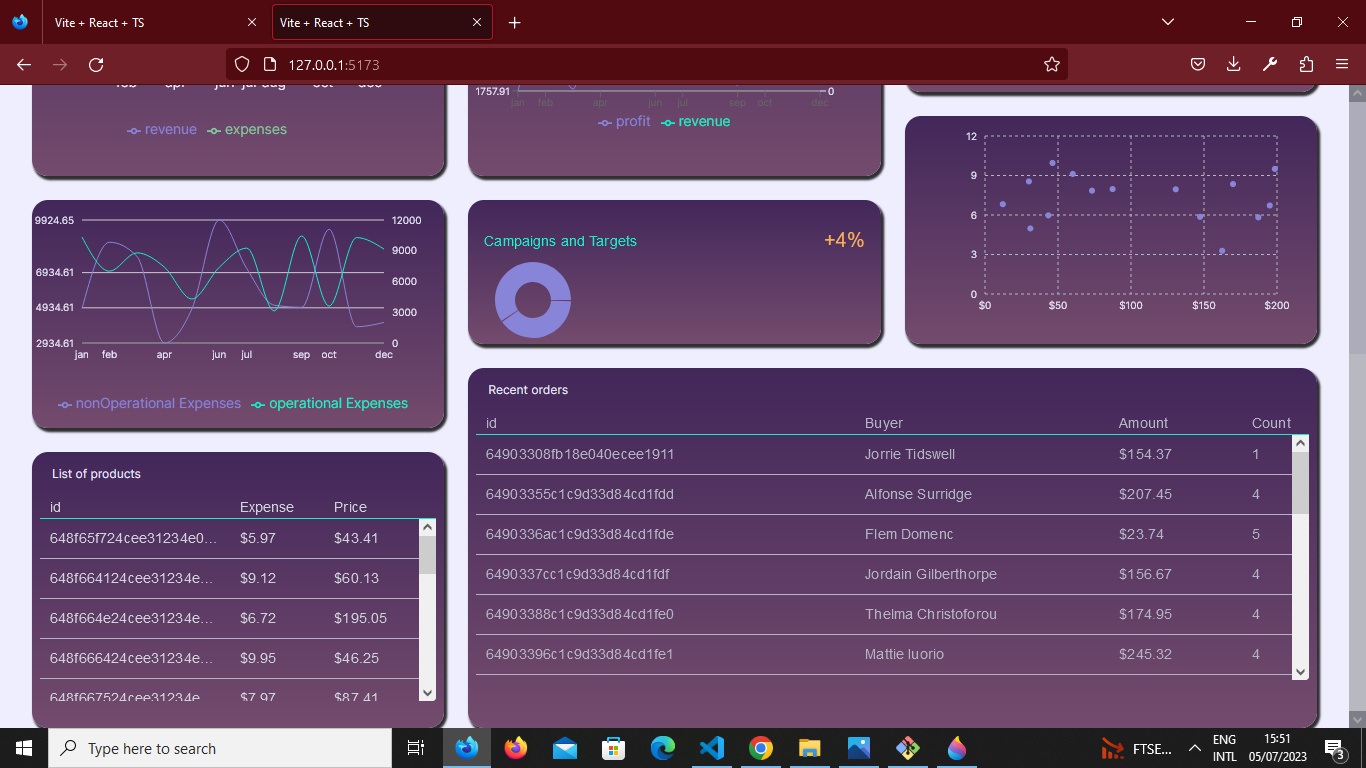 Vite + React + TS
Vite + React + TS
127.0.0.1:5173
revenue expenses
1757.91 0
jan feb apr jun jul sep oct dec
profit revenue
12
9
6
3
0
$0 $50 $100 $150 $200
9924.65 12000
9000
6934.61 6000
4934.61 3000
2934.61 0
jan feb apr jun jul sep oct dec
nonOperational Expenses operational Expenses
Campaigns and Targets +4%
List of products
id Expense Price
648f65f724cee31234e0... $5.97 $43.41
648f664124cee31234e... $9.12 $60.13
648f664e24cee31234e... $6.72 $195.05
648f666424cee31234e... $9.95 $46.25
648f667524cee31234e $7.97 $87.41
Recent orders
id Buyer Amount Count
64903308fb18e040ecee1911 Jorrie Tidswell $154.37 1
64903355c1c9d33d84cd1fdd Alfonse Surridge $207.45 4
6490336ac1c9d33d84cd1fde Flem Domenc $23.74 5
6490337cc1c9d33d84cd1fdf Jordain Gilberthorpe $156.67 4
64903388c1c9d33d84cd1fe0 Thelma Christoforou $174.95 4
64903396c1c9d33d84cd1fe1 Mattie Iuorio $245.32 4
Type here to search
FTSE...
ENG
INTL
15:51
05/07/2023
3